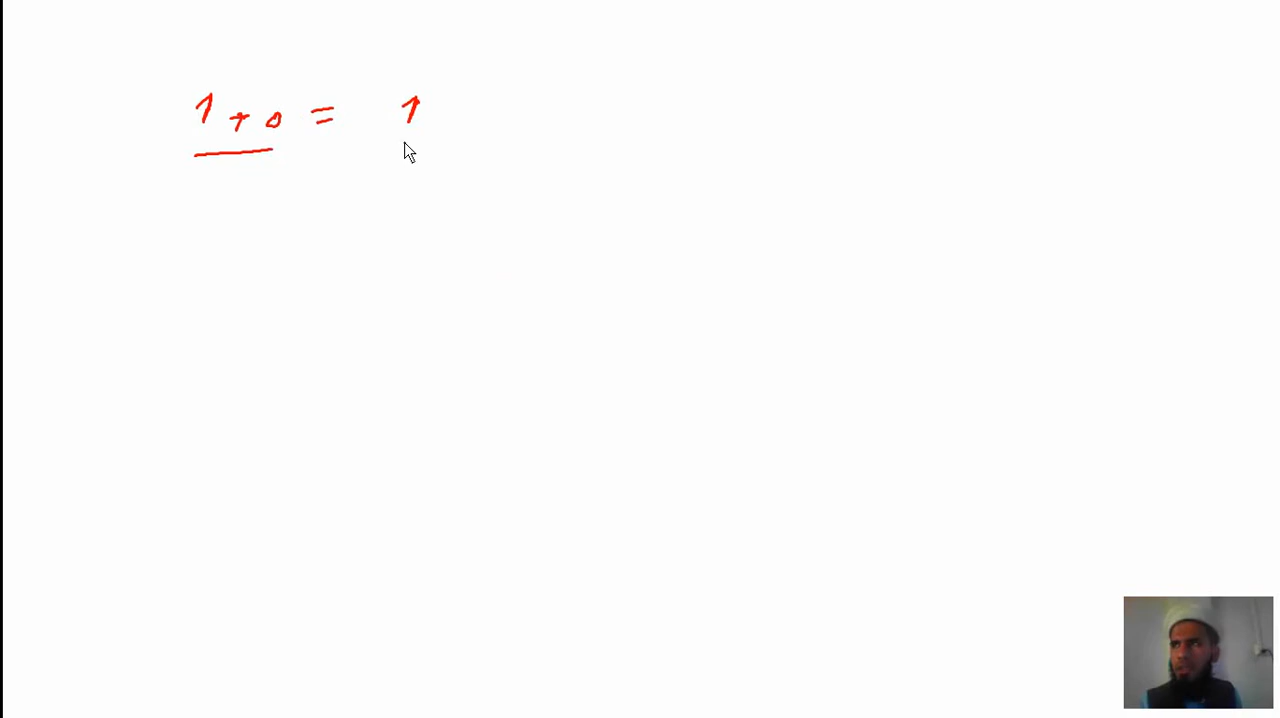 1 + 0 = 1